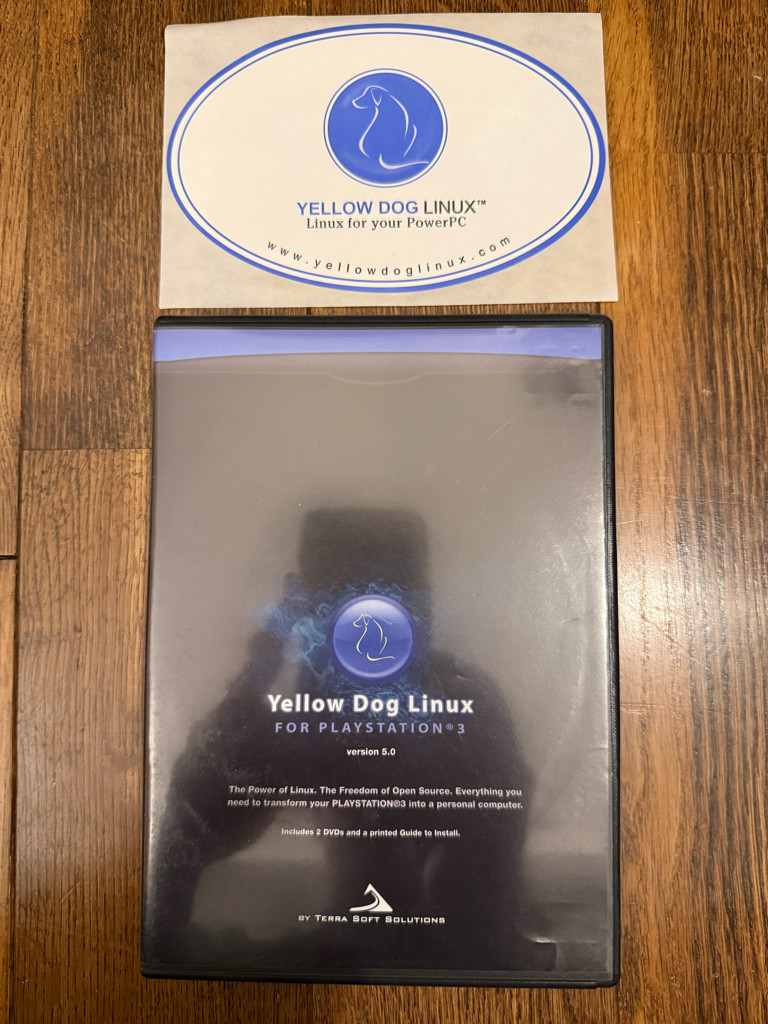 YELLOW DOG LINUX™
Linux for your PowerPC
www.yellowdoglinux.com
Yellow Dog Linux
FOR PLAYSTATION®3
version 5.0
The Power of Linux. The Freedom of Open Source. Everything you
need to transform your PLAYSTATION®3 into a personal computer.
Includes 2 DVDs and a printed Guide to Install.
BY TERRA SOFT SOLUTIONS